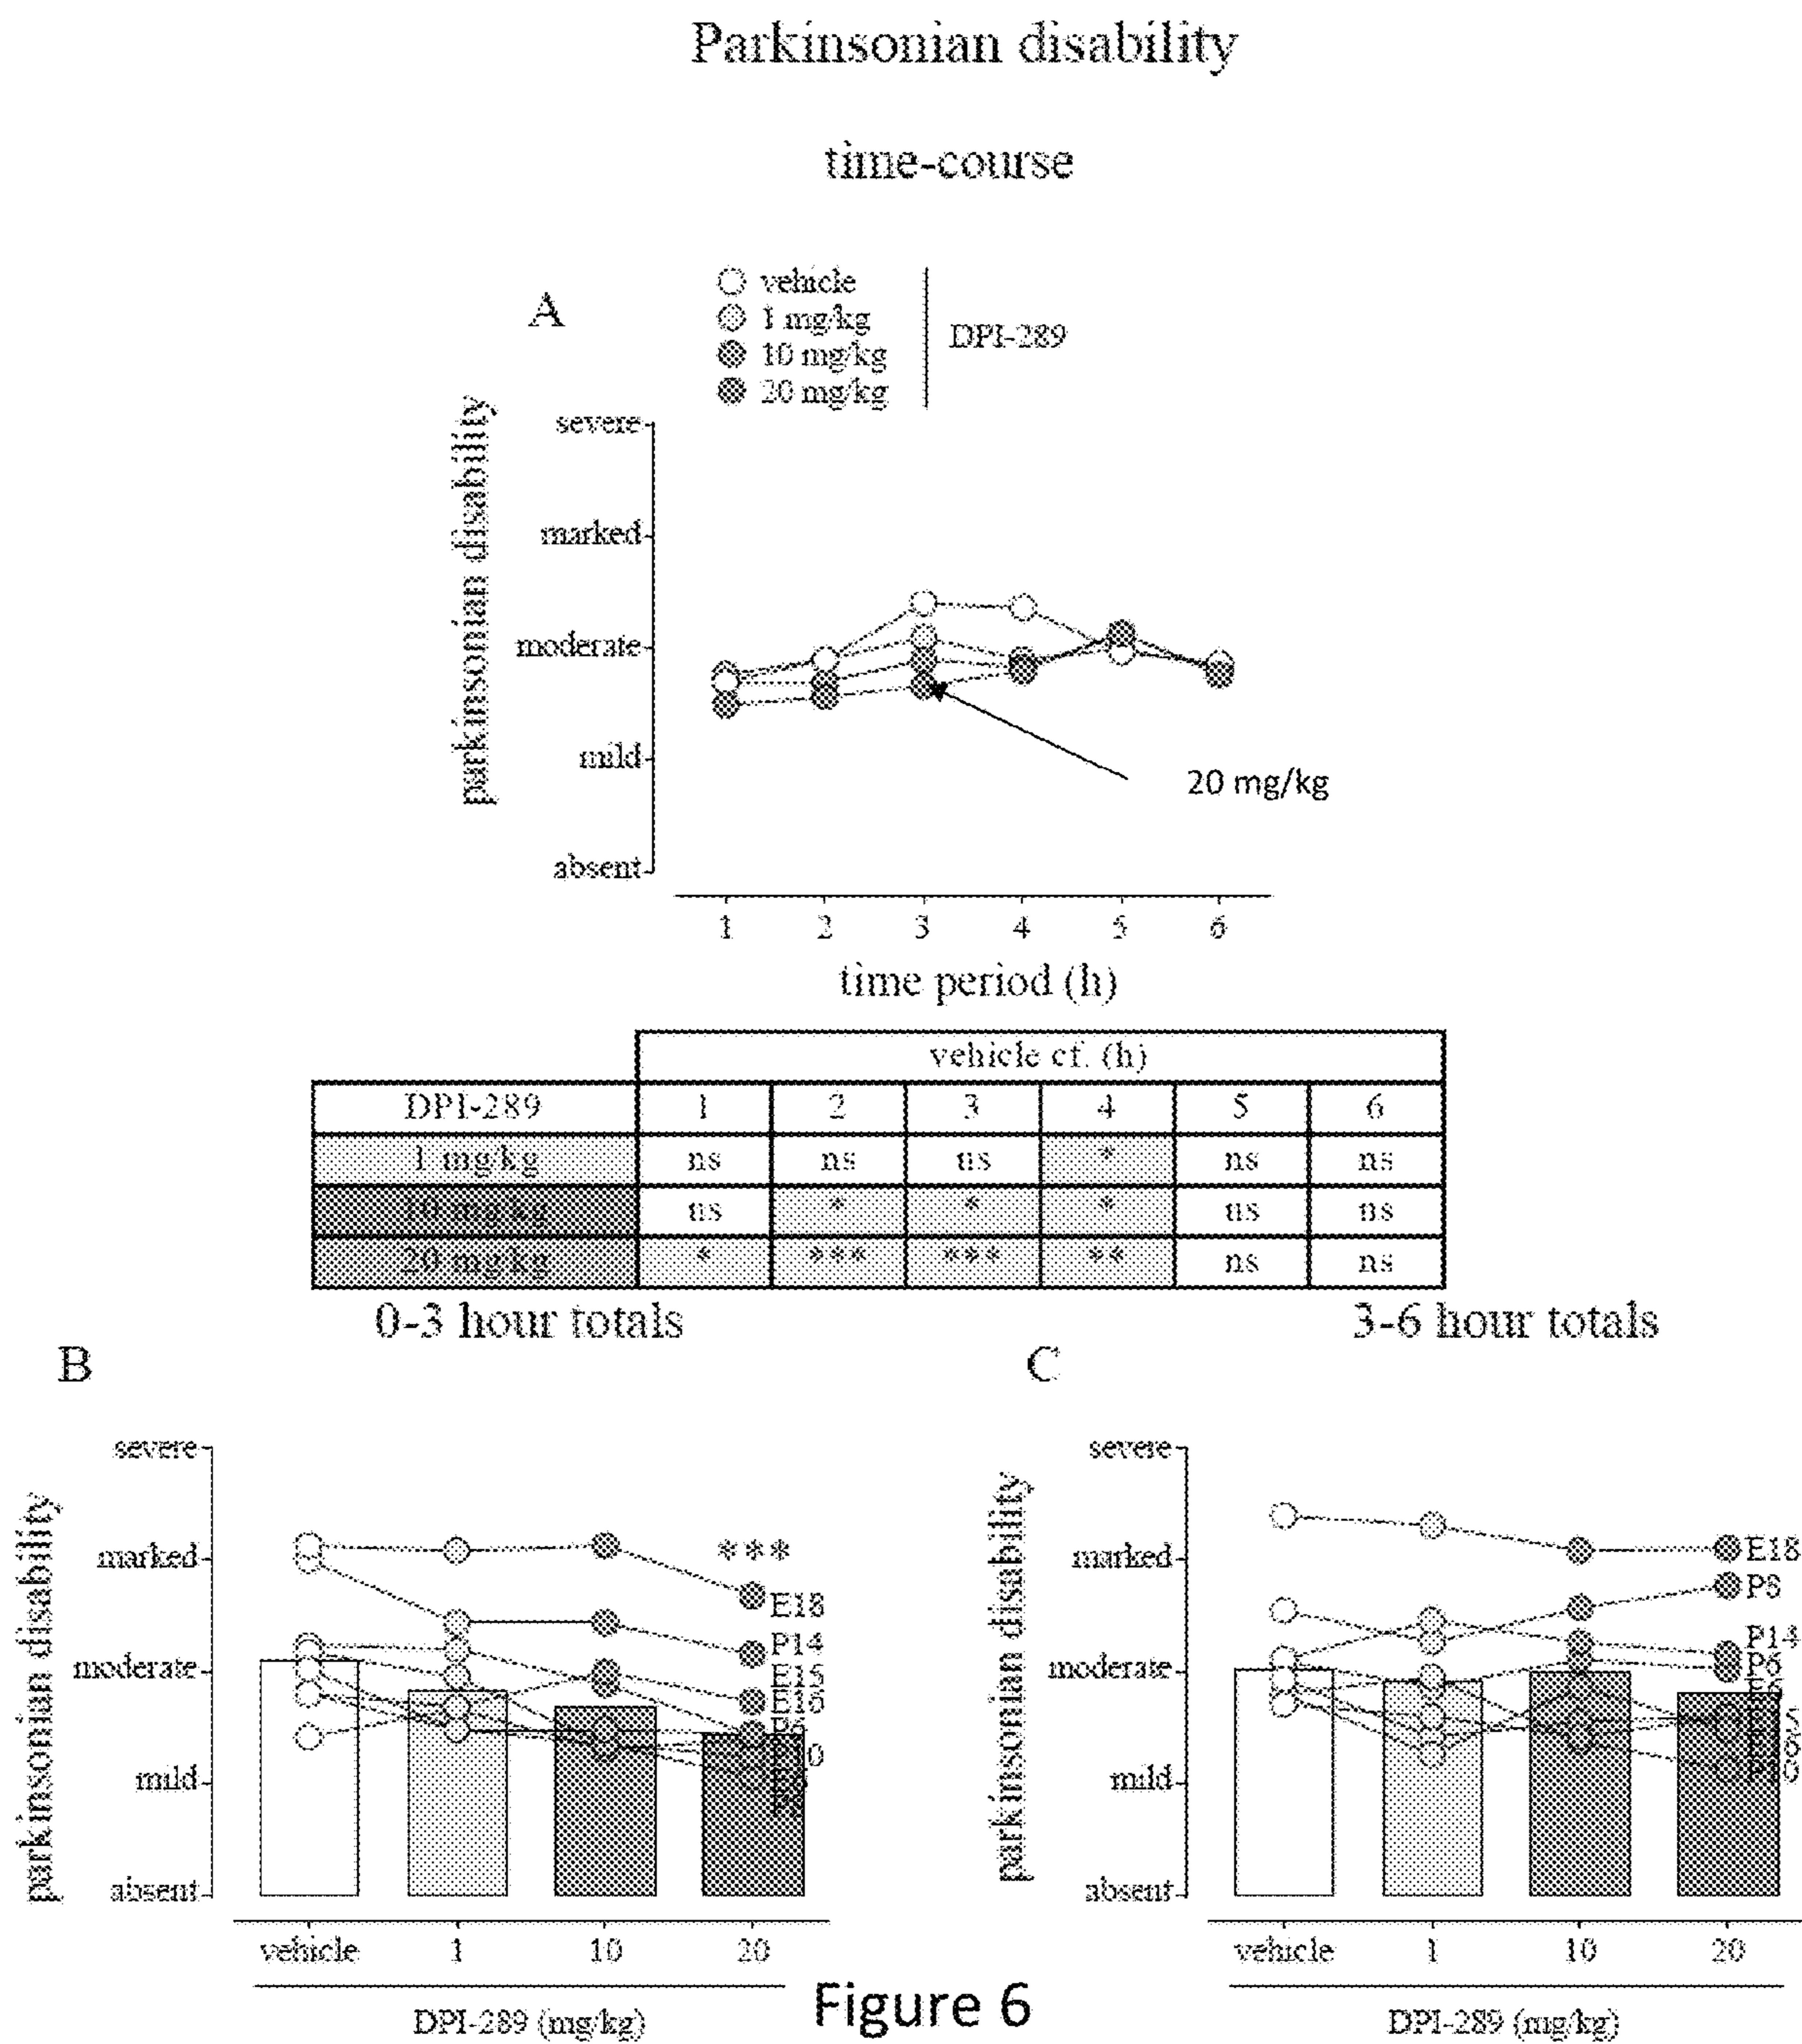 Parkinsonian disability
time-course
A
vehicle
1 mg/kg
10 mg/kg
20 mg/kg
DPI-289
parkinsonian disability
severe
marked
moderate
mild
absent
20 mg/kg
1 2 3 4 5 6
time period (h)
vehicle cf. (h)
DPI-289 1 2 3 4 5 6
1 mg/kg ns ns ns * ns ns
10 mg/kg ns * * * ns ns
20 mg/kg * *** *** ** ns ns
0-3 hour totals
3-6 hour totals
B
parkinsonian disability
severe
marked
moderate
mild
absent
***
E18
P14
E15
E16
vehicle 1 10 20
DPI-289 (mg/kg)
C
parkinsonian disability
severe
marked
moderate
mild
absent
E18
P8
P14
P6
vehicle 1 10 20
DPI-289 (mg/kg)
Figure 6